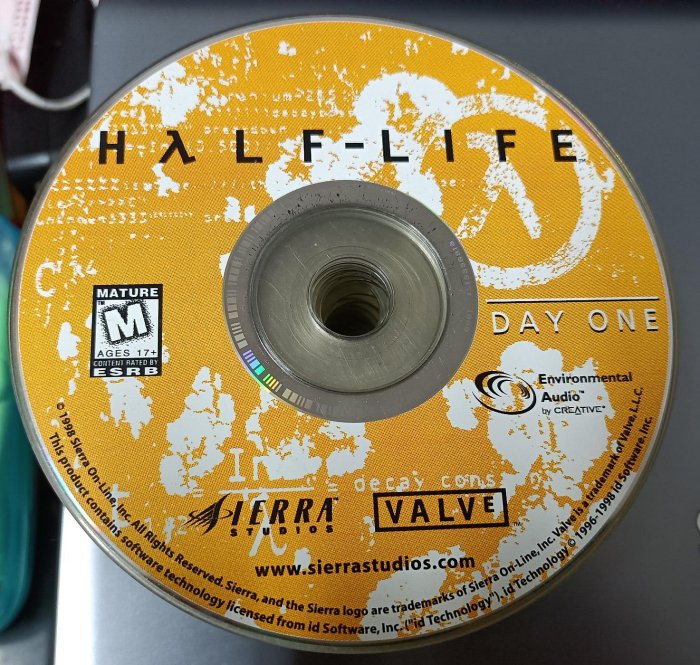 HλLF-LIFE
DAY ONE
MATURE
M
AGES 17+
CONTENT RATED BY
ESRB
Environmental
Audio™
by CREATIVE®
decay cons
SIERRA™
STUDIOS
VALVE
www.sierrastudios.com
© 1998 Sierra On-Line, Inc. All Rights Reserved. Sierra, and the Sierra logo are trademarks of Sierra On-Line, Inc. Valve is a trademark of Valve, L.L.C.
This product contains software technology licensed from id Software, Inc. ("id Technology"). id Technology © 1996-1998 id Software, Inc.